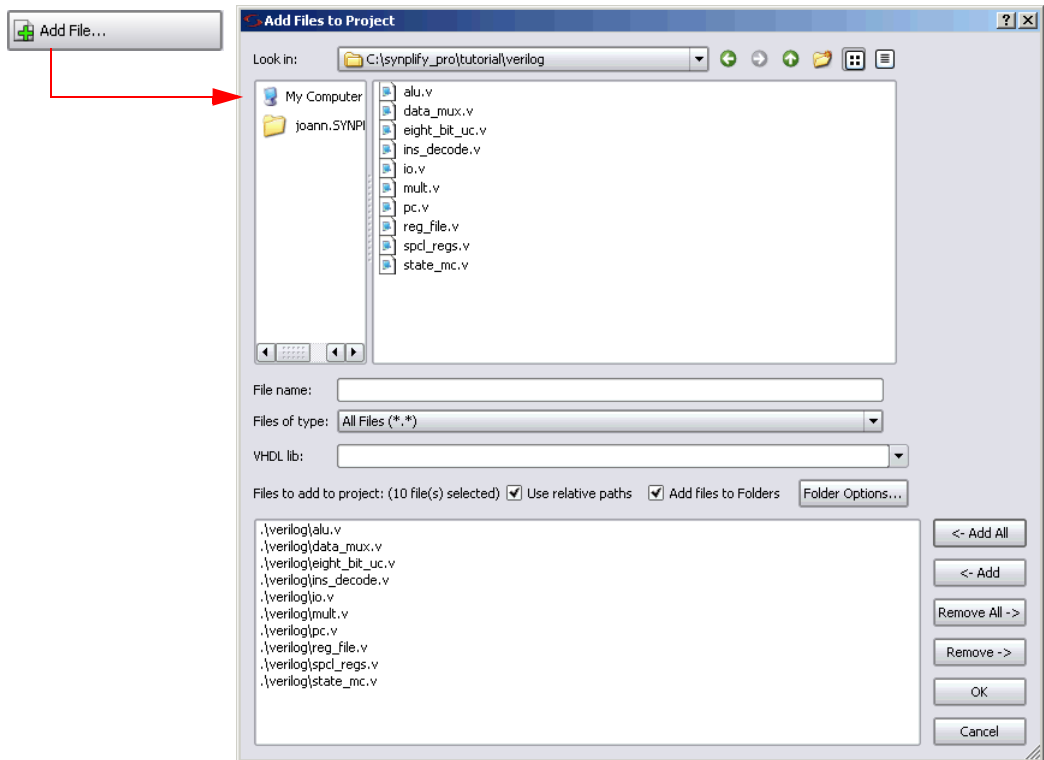 Add File...
Add Files to Project
Look in: C:\synplify_pro\tutorial\verilog
My Computer
joann.SYNPI
alu.v
data_mux.v
eight_bit_uc.v
ins_decode.v
io.v
mult.v
pc.v
reg_file.v
spcl_regs.v
state_mc.v
File name:
Files of type: All Files (*.*)
VHDL lib:
Files to add to project: (10 file(s) selected) Use relative paths Add files to Folders Folder Options...
.\verilog\alu.v
.\verilog\data_mux.v
.\verilog\eight_bit_uc.v
.\verilog\ins_decode.v
.\verilog\io.v
.\verilog\mult.v
.\verilog\pc.v
.\verilog\reg_file.v
.\verilog\spcl_regs.v
.\verilog\state_mc.v
<- Add All
<- Add
Remove All ->
Remove ->
OK
Cancel